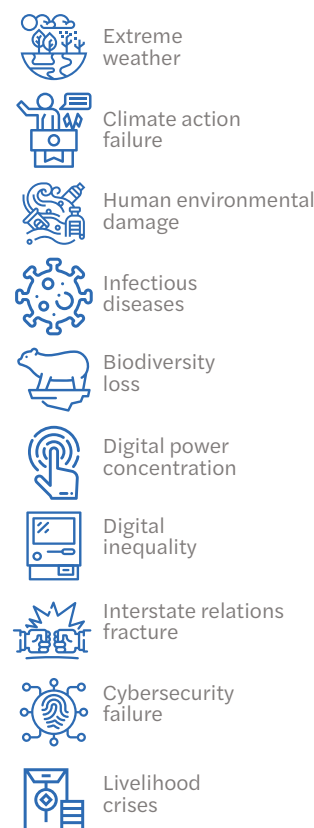 Extreme
weather
Climate action
failure
Human environmental
damage
Infectious
diseases
Biodiversity
loss
Digital power
concentration
Digital
inequality
Interstate relations
fracture
Cybersecurity
failure
Livelihood
crises